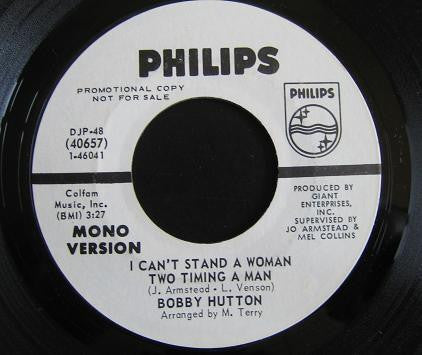 PHILIPS
PROMOTIONAL COPY
NOT FOR SALE
PHILIPS
DJP-48
(40657)
1-46041
Colfam
Music, Inc.
(BMI) 3:27
MONO
VERSION
PRODUCED BY
GIANT
ENTERPRISES,
INC.
SUPERVISED BY
JO ARMSTEAD &
MEL COLLINS
I CAN'T STAND A WOMAN
TWO TIMING A MAN
(J. Armstead - L. Venson)
BOBBY HUTTON
Arranged by M. Terry